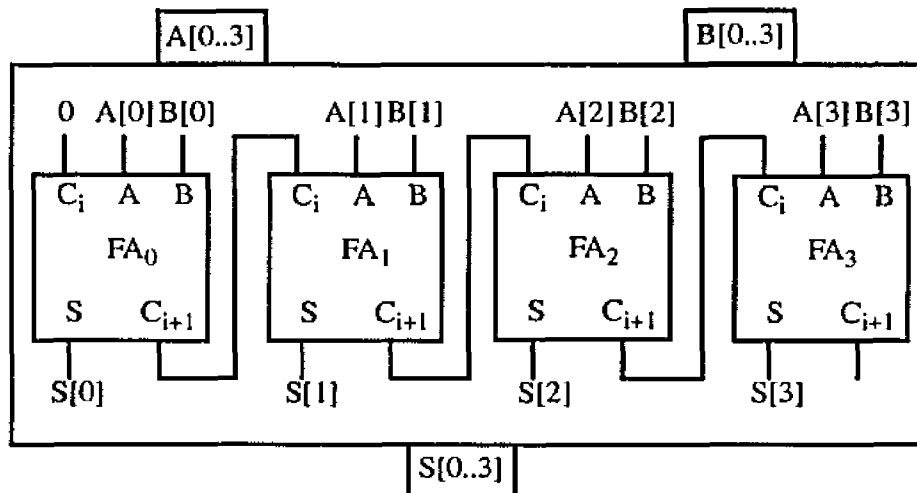 A[0..3] B[0..3]
0 A[0] B[0] A[1] B[1] A[2] B[2] A[3] B[3]
Ci A B Ci A B Ci A B Ci A B
FA0 FA1 FA2 FA3
S Ci+1 S Ci+1 S Ci+1 S Ci+1
S[0] S[1] S[2] S[3]
S[0..3]